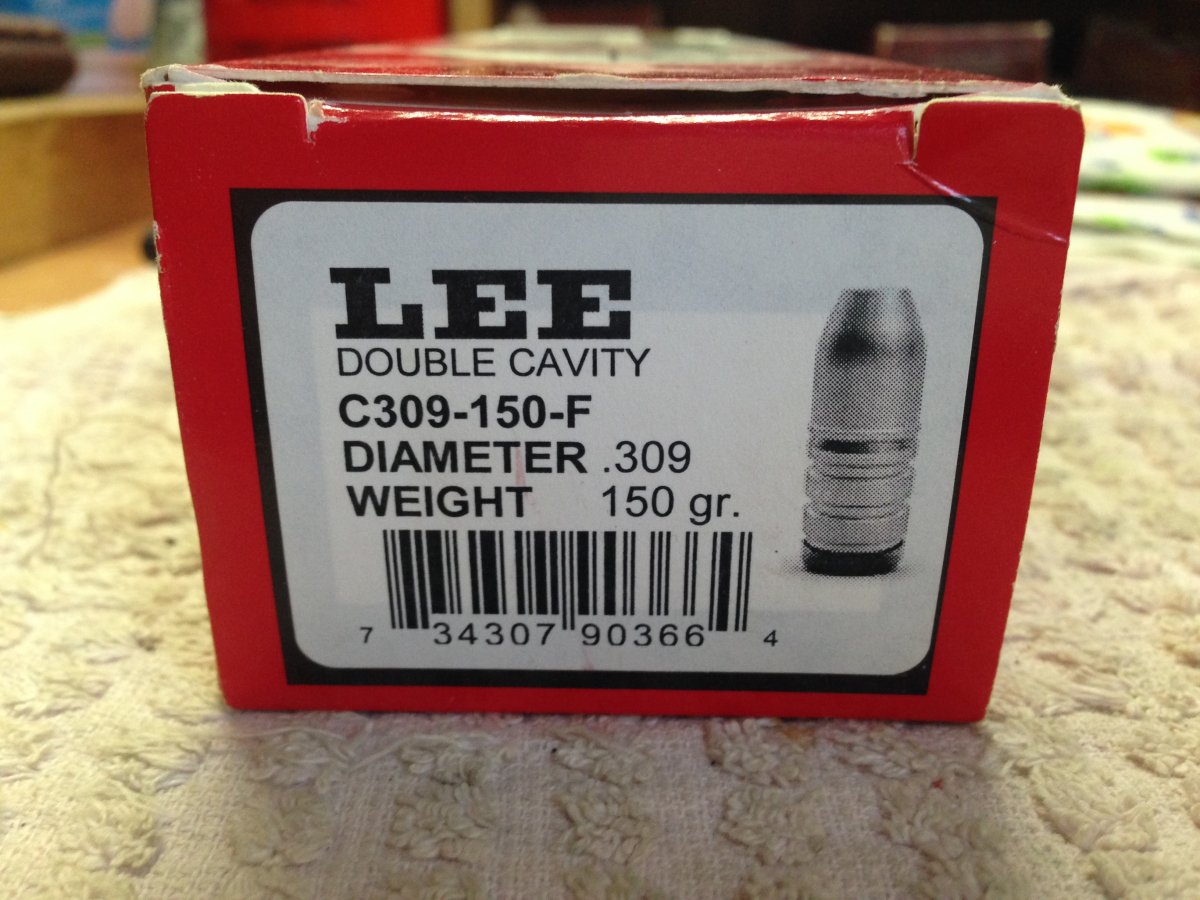 LEE
DOUBLE CAVITY
C309-150-F
DIAMETER .309
WEIGHT 150 gr.
7 34307 90366 4